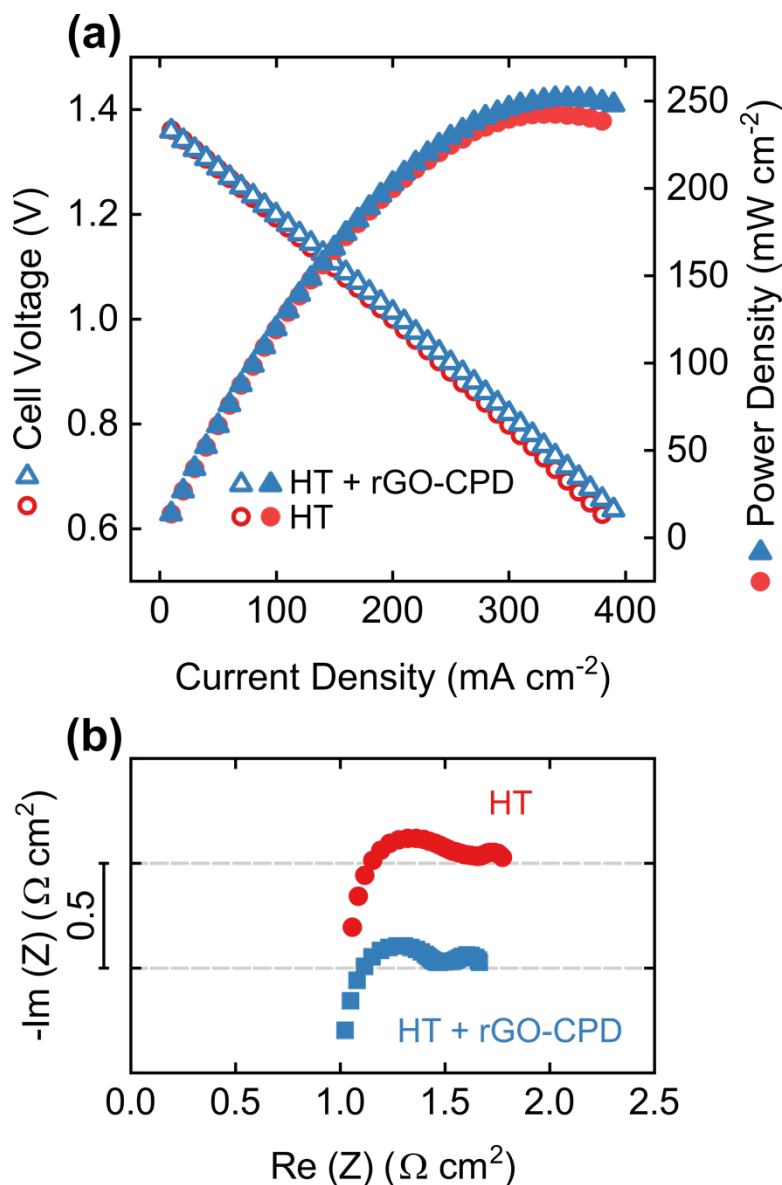 (a)
Cell Voltage (V)
1.4
1.2
1.0
0.8
0.6
250
200
150
100
50
0
Power Density (mW cm⁻²)
HT + rGO-CPD
HT
0 100 200 300 400
Current Density (mA cm⁻²)
(b)
-Im (Z) (Ω cm²)
0.5
HT
HT + rGO-CPD
0.0 0.5 1.0 1.5 2.0 2.5
Re (Z) (Ω cm²)